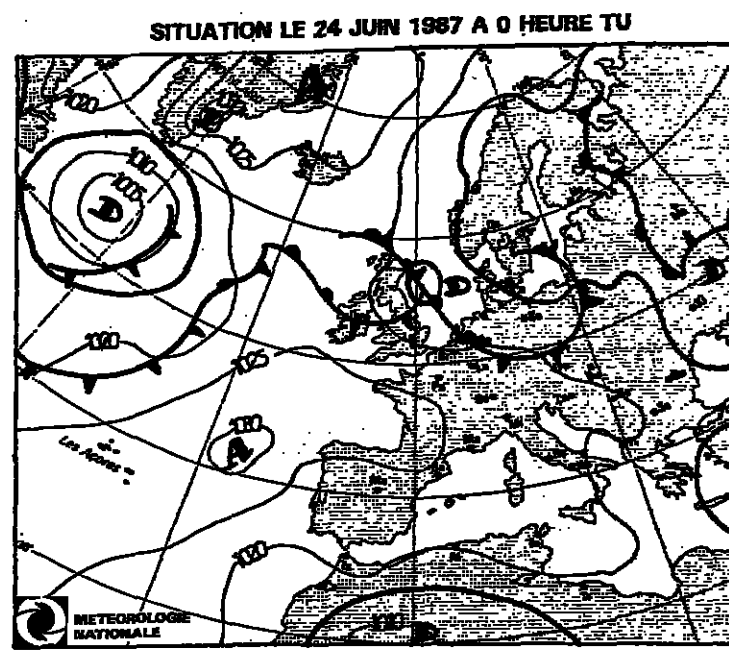 SITUATION LE 24 JUIN 1987 A 0 HEURE TU
1020
A
1025
1010
1005
D
D
1020
1025
1030
A
Les Açores
1020
D
METEOROLOGIE
NATIONALE